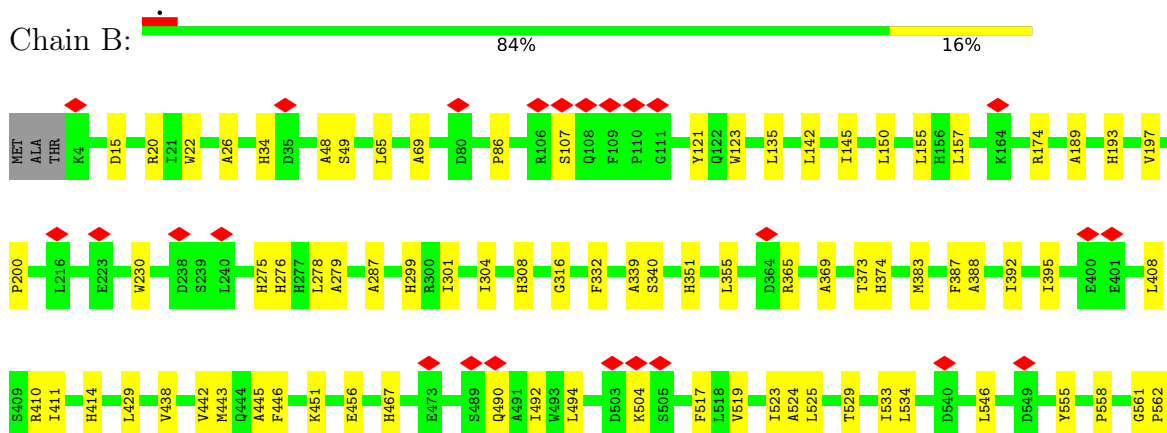 Chain B:
84% 16%
MET ALA THR K4 D15 R20 I21 W22 A26 H34 D35 A48 S49 L65 A69 D80 P86 R106 S107 Q108 F109 P110 G111 Y121 Q122 W123 L135 L142 I145 L150 L155 H156 L157 K164 R174 A189 H193 V197
P200 L216 E223 W230 D238 S239 L240 H275 H276 H277 L278 A279 A287 H299 R300 I301 I304 H308 G316 F332 A339 S340 H351 L355 D364 R365 A369 T373 H374 M383 F387 A388 I392 I395 E400 E401 L408
S409 R410 I411 H414 L429 V438 V442 M443 Q444 A445 F446 K451 E456 H467 E473 S489 Q490 A491 I492 W493 L494 D503 K504 S505 F517 L518 V519 I523 A524 L525 T529 I533 L534 D540 L546 D549 Y555 P558 G561 P562